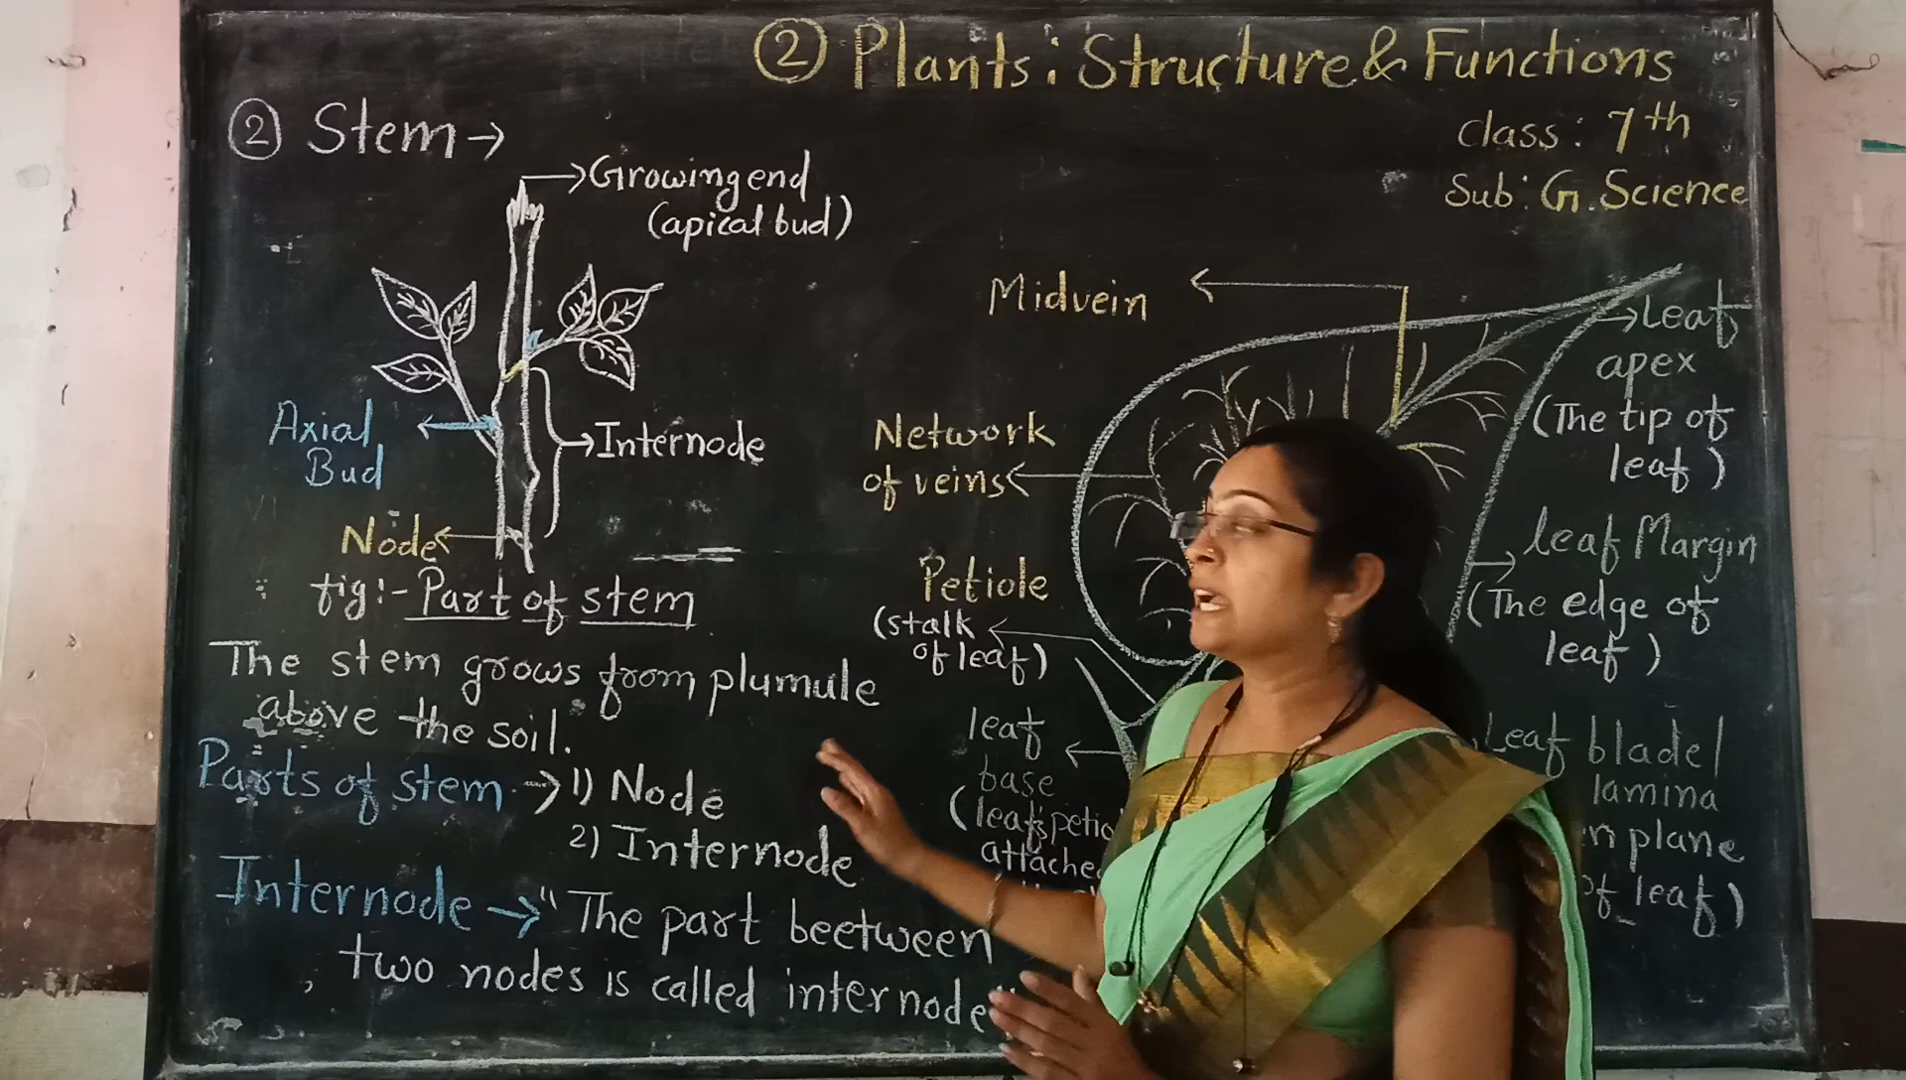 ② Plants: Structure & Functions
Class: 7th
Sub: G. Science
② Stem →
Growing end
(apical bud)
Axial
Bud
Internode
Node
fig:- Part of stem
The stem grows from plumule
above the soil.
Parts of stem → 1) Node
2) Internode
Internode → "The part beetween
two nodes is called internode"
Midvein
Network
of veins
Petiole
(stalk
of leaf)
leaf
base
(leaf's
attache
Leaf
apex
(The tip of
leaf)
leaf Margin
(The edge of
leaf)
Leaf blade/
lamina
plane
of leaf)